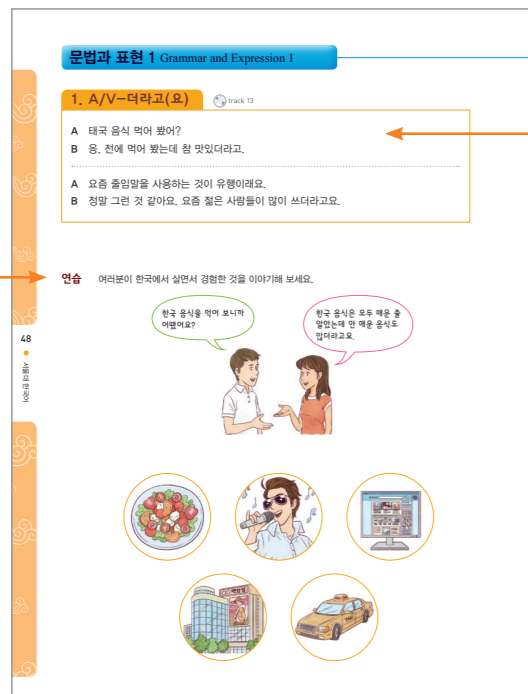 문법과 표현 1 Grammar and Expression 1
1. A/V-더라고(요)
track 13
A 태국 음식 먹어 봤어?
B 응. 전에 먹어 봤는데 참 맛있더라고.
A 요즘 줄임말을 사용하는 것이 유행이래요.
B 정말 그런 것 같아요. 요즘 젊은 사람들이 많이 쓰더라고요.
연습 여러분이 한국에서 살면서 경험한 것을 이야기해 보세요.
한국 음식을 먹어 보니까
어땠어요?
한국 음식은 모두 매운 줄
알았는데 안 매운 음식도
많더라고요.
48
서울대 한국어
TAXI